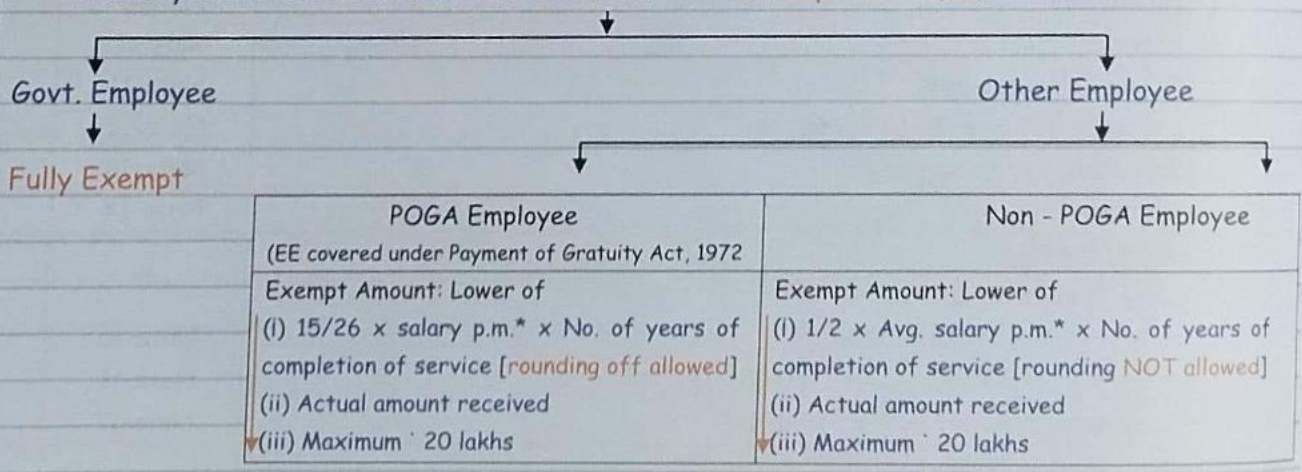 Govt. Employee
Other Employee
Fully Exempt
POGA Employee
(EE covered under Payment of Gratuity Act, 1972
Non - POGA Employee
Exempt Amount: Lower of
(i) 15/26 x salary p.m.* x No. of years of
completion of service [rounding off allowed]
(ii) Actual amount received
(iii) Maximum ` 20 lakhs
Exempt Amount: Lower of
(i) 1/2 x Avg. salary p.m.* x No. of years of
completion of service [rounding NOT allowed]
(ii) Actual amount received
(iii) Maximum ` 20 lakhs